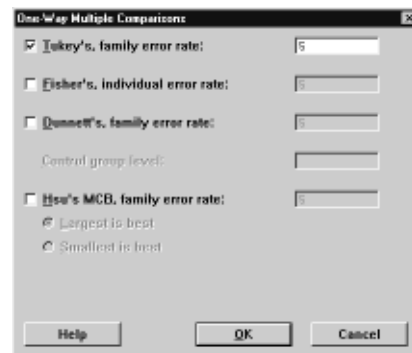 One-Way Multiple Comparisons
Tukey's, family error rate: 5
Fisher's, individual error rate: 5
Dunnett's, family error rate: 5
Control group level:
Hsu's MCB, family error rate: 5
Largest is best
Smallest is best
Help OK Cancel